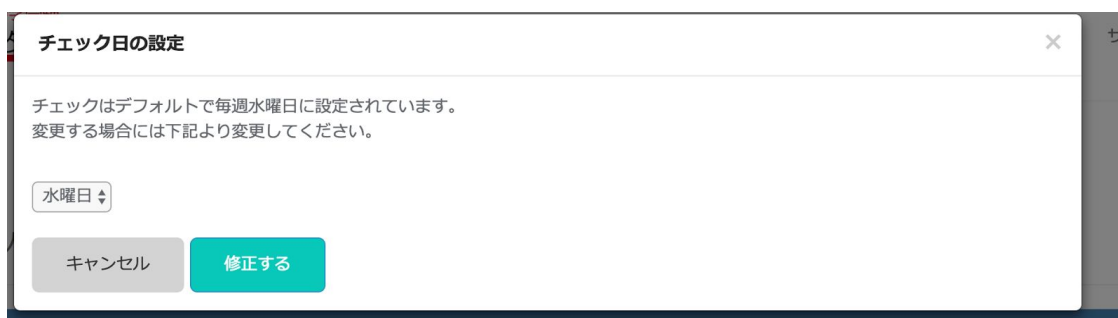 チェック日の設定
×
サ
チェックはデフォルトで毎週水曜日に設定されています。
変更する場合には下記より変更してください。
水曜日
キャンセル
修正する